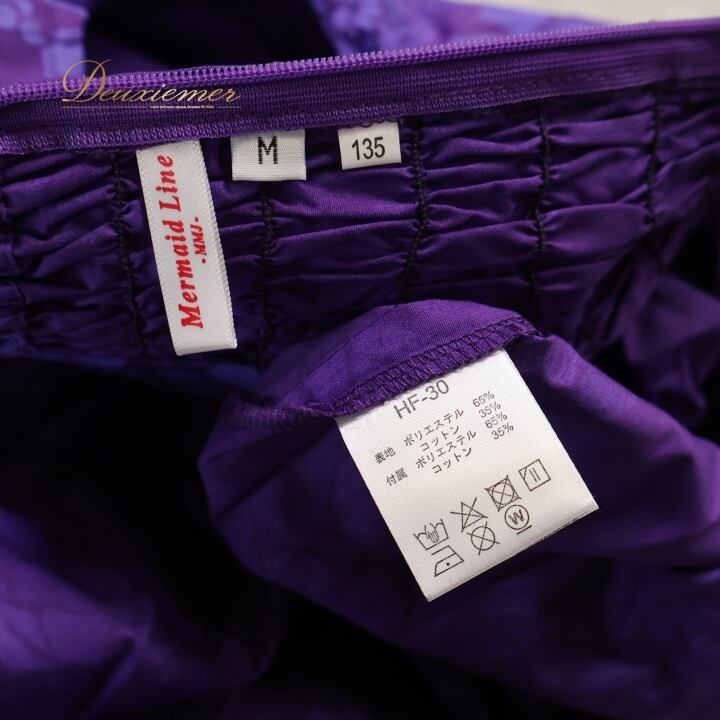 Deuxiemer
M
135
Mermaid Line
-MMJ-
HF-30
表地 ポリエステル 65%
コットン 35%
付属 ポリエステル 65%
コットン 35%
W